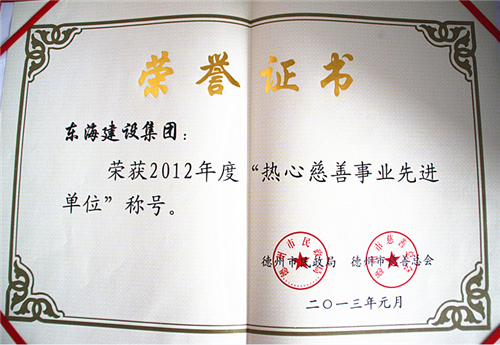 荣誉证书
东海建设集团：
荣获2012年度“热心慈善事业先进
单位”称号。
德州市民政局 德州市慈善总会
二〇一三年元月